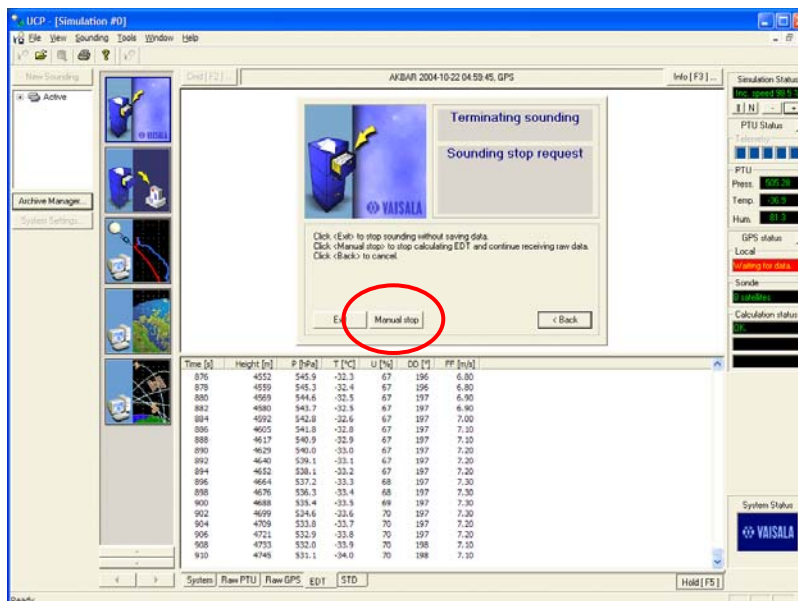 UCP - [Simulation #0]
File View Sounding Tools Window Help
New Sounding
Cmd [F2] ...
AKBAR 2004-10-22 04:59:45, GPS
Info [F3] ...
Active
Archive Manager...
System Settings...
VAISALA
Terminating sounding
Sounding stop request
VAISALA
Click <Exit> to stop sounding without saving data.
Click <Manual stop> to stop calculating EDT and continue receiving raw data.
Click <Back> to cancel.
Manual stop
< Back
Simulation Status
Inc. speed 98.5
I N - +
PTU Status
Telemetry
PTU
Press. 505.28
Temp. -36.9
Hum. 81.3
GPS status
Local
Waiting for data
Sonde
0 satellites
Calculation status
OK
System Status
VAISALA
Time [s] Height [m] P [hPa] T [°C] U [%] DD [°] FF [m/s]
876 4552 545.9 -32.3 67 196 6.80
878 4559 545.3 -32.4 67 196 6.80
880 4569 544.6 -32.5 67 197 6.90
882 4580 543.7 -32.5 67 197 6.90
884 4592 542.8 -32.6 67 197 7.00
886 4605 541.8 -32.8 67 197 7.10
888 4617 540.9 -32.9 67 197 7.10
890 4629 540.0 -33.0 67 197 7.20
892 4640 539.1 -33.1 67 197 7.20
894 4652 538.1 -33.2 67 197 7.20
896 4664 537.2 -33.3 68 197 7.30
898 4676 536.3 -33.4 68 197 7.30
900 4688 535.4 -33.5 69 197 7.30
902 4699 534.6 -33.6 70 197 7.30
904 4709 533.8 -33.7 70 197 7.20
906 4721 532.9 -33.8 70 197 7.20
908 4733 532.0 -33.9 70 198 7.10
910 4745 531.1 -34.0 70 198 7.10
System Raw PTU Raw GPS EDT STD
Hold [F5]
Ready